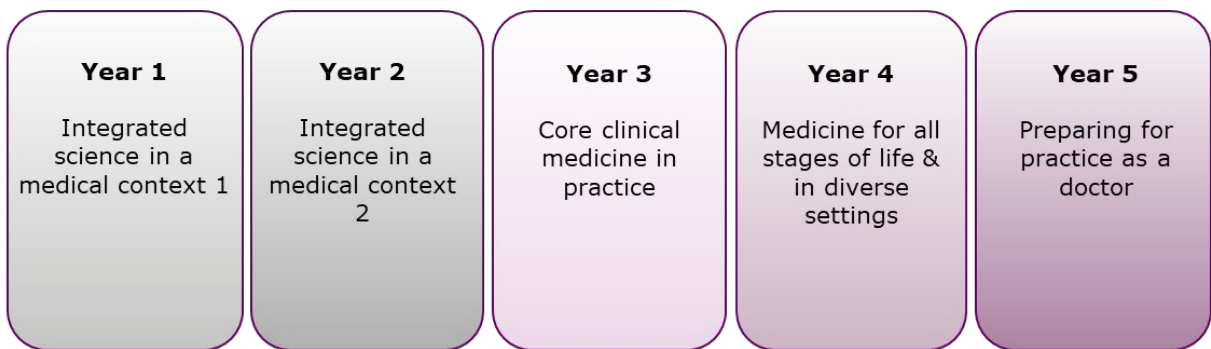 Year 1
Integrated
science in a
medical context 1
Year 2
Integrated
science in a
medical context
2
Year 3
Core clinical
medicine in
practice
Year 4
Medicine for all
stages of life &
in diverse
settings
Year 5
Preparing for
practice as a
doctor